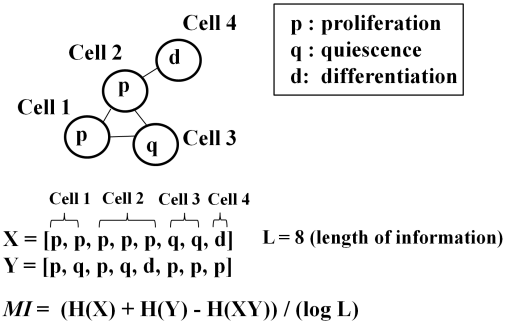 Cell 4
Cell 2
d
p
Cell 1
p
q
Cell 3
p : proliferation
q : quiescence
d: differentiation
Cell 1 Cell 2 Cell 3 Cell 4
X = [p, p, p, p, p, q, q, d] L = 8 (length of information)
Y = [p, q, p, q, d, p, p, p]
MI = (H(X) + H(Y) - H(XY)) / (log L)